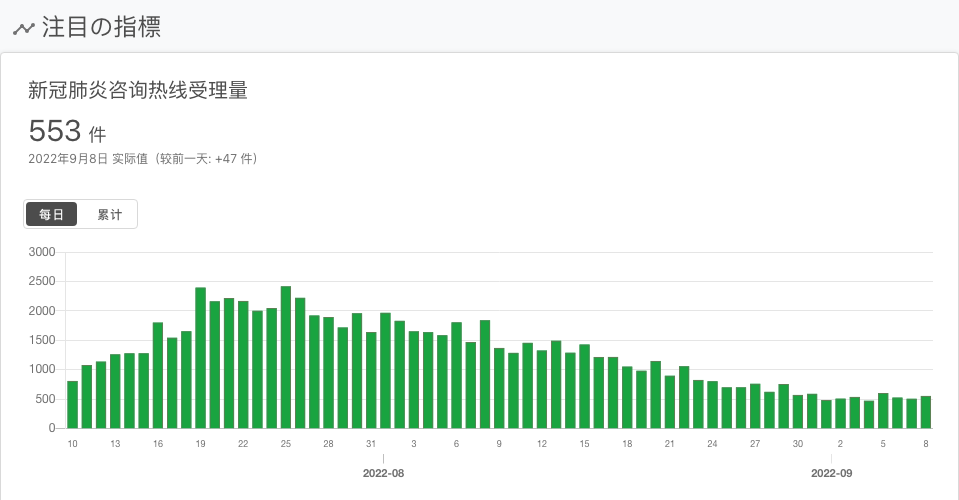 注目の指標
新冠肺炎咨询热线受理量
553 件
2022年9月8日 实际值（较前一天: +47 件）
每日 累计
3000
2500
2000
1500
1000
500
0
10 13 16 19 22 25 28 31 3 6 9 12 15 18 21 24 27 30 2 5 8
2022-08 2022-09